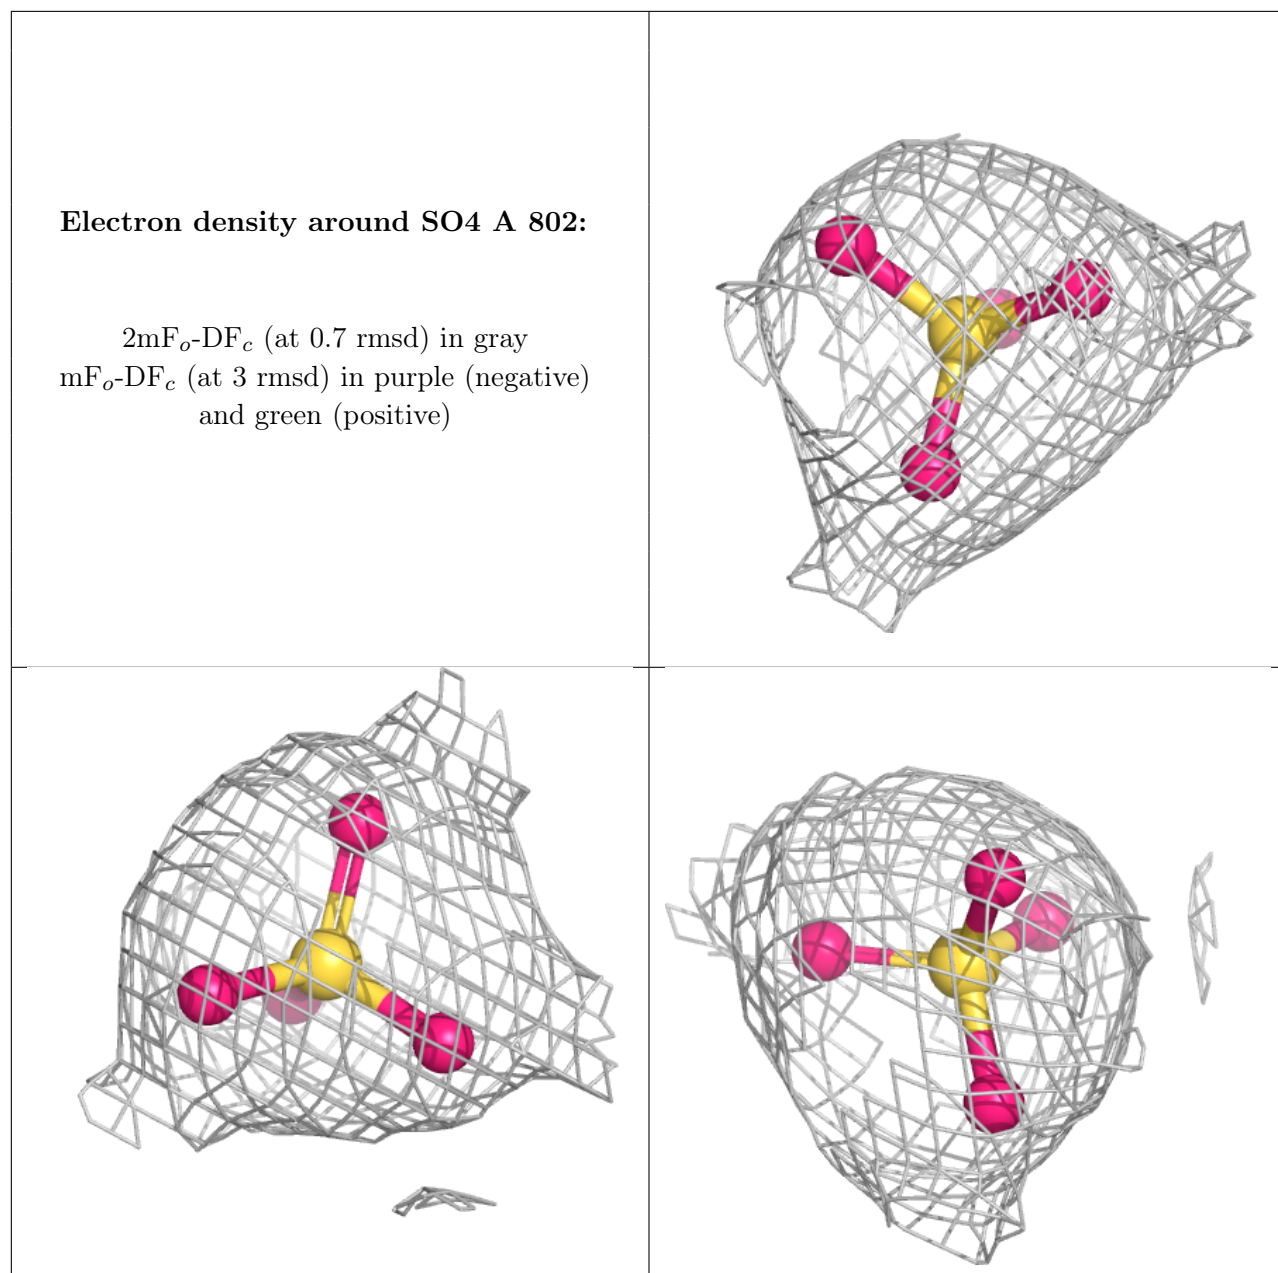 Electron density around SO4 A 802:
2mFo-DFc (at 0.7 rmsd) in gray
mFo-DFc (at 3 rmsd) in purple (negative)
and green (positive)